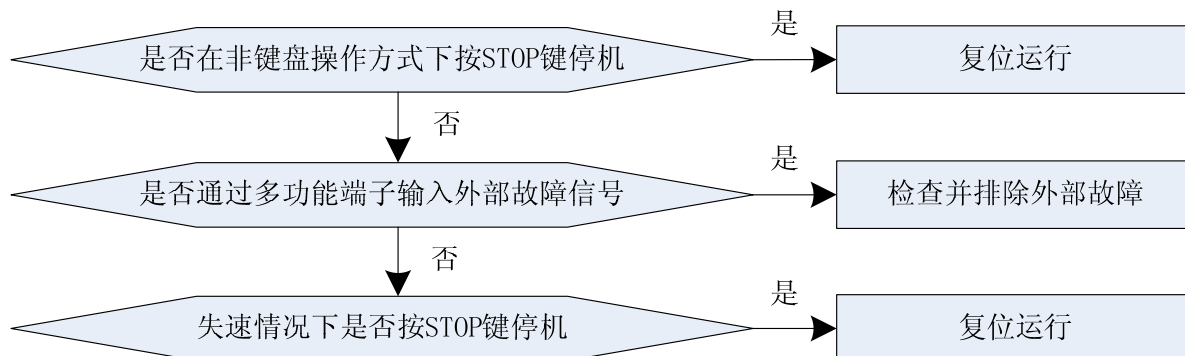 是否在非键盘操作方式下按STOP键停机
是
复位运行
否
是否通过多功能端子输入外部故障信号
是
检查并排除外部故障
否
失速情况下是否按STOP键停机
是
复位运行